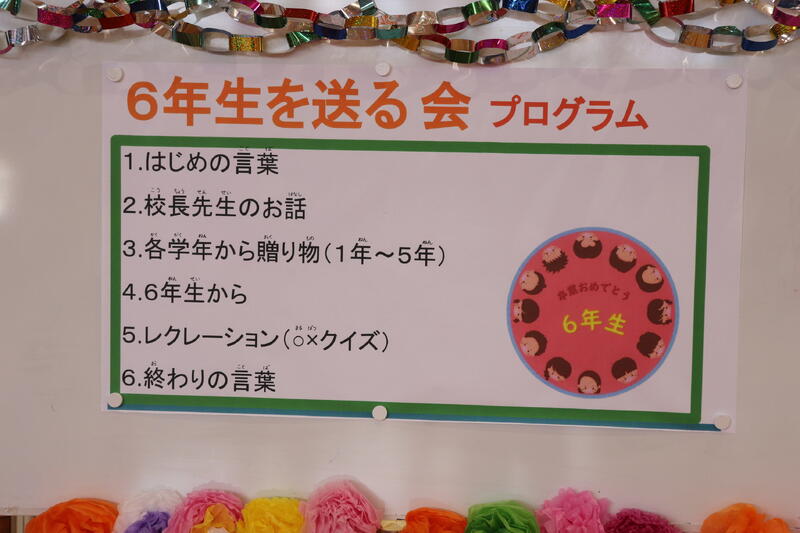 6年生を送る会 プログラム
1.はじめの言葉
2.校長先生のお話
3.各学年から贈り物(1年～5年)
4.6年生から
5.レクレーション(○×クイズ)
6.終わりの言葉
卒業おめでとう
6年生